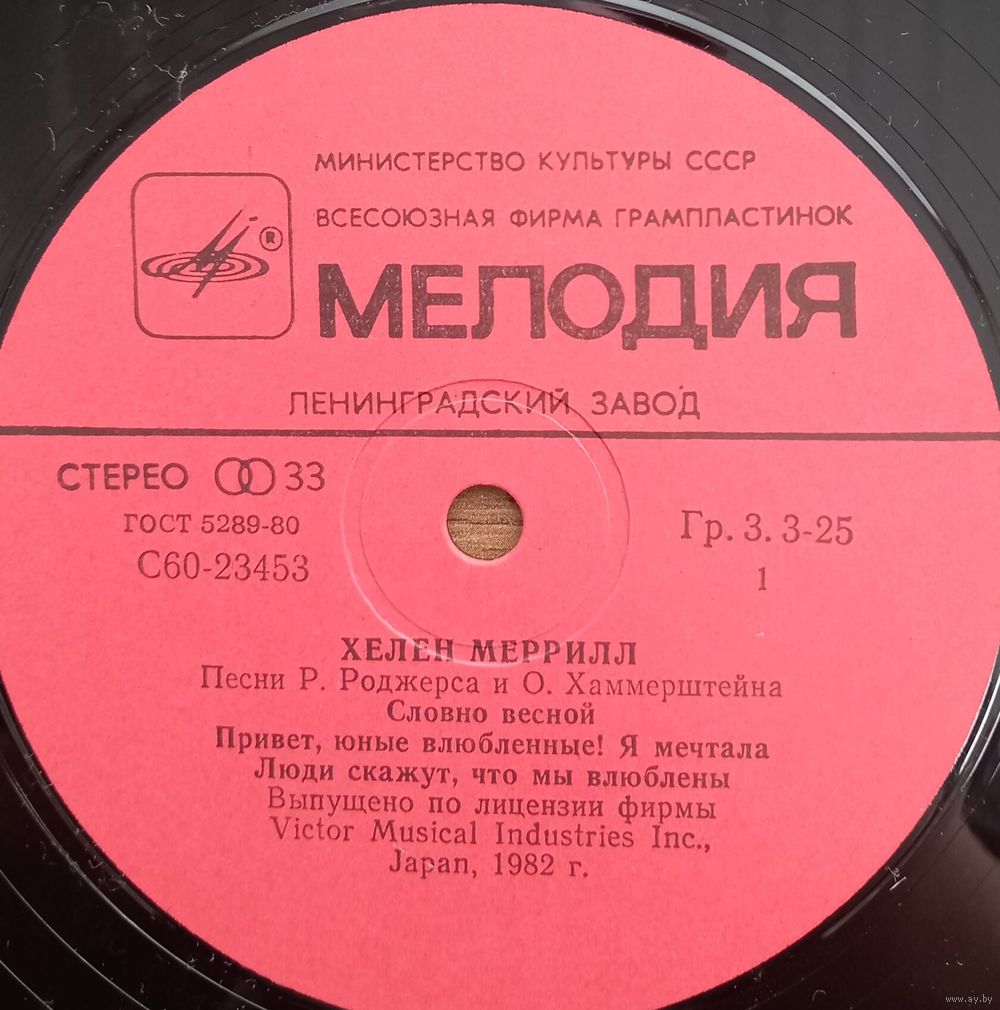 МИНИСТЕРСТВО КУЛЬТУРЫ СССР
ВСЕСОЮЗНАЯ ФИРМА ГРАМПЛАСТИНОК
®
МЕЛОДИЯ
ЛЕНИНГРАДСКИЙ ЗАВОД
СТЕРЕО 33
ГОСТ 5289-80
С60-23453
Гр. 3. 3-25
1
ХЕЛЕН МЕРРИЛЛ
Песни Р. Роджерса и О. Хаммерштейна
Словно весной
Привет, юные влюбленные! Я мечтала
Люди скажут, что мы влюблены
Выпущено по лицензии фирмы
Victor Musical Industries Inc.,
Japan, 1982 г.
www.ay.by